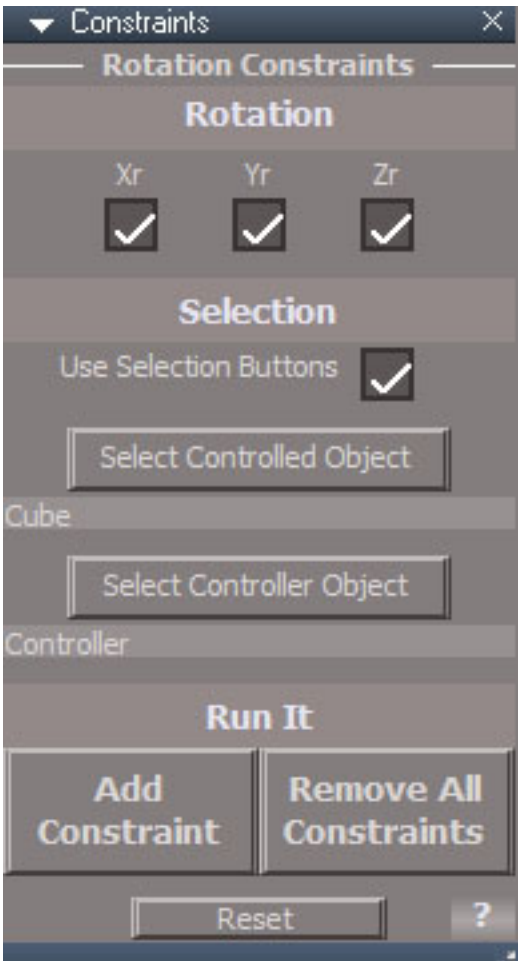 Constraints
Rotation Constraints
Rotation
Xr Yr Zr
Selection
Use Selection Buttons
Select Controlled Object
Cube
Select Controller Object
Controller
Run It
Add Remove All
Constraint Constraints
Reset ?